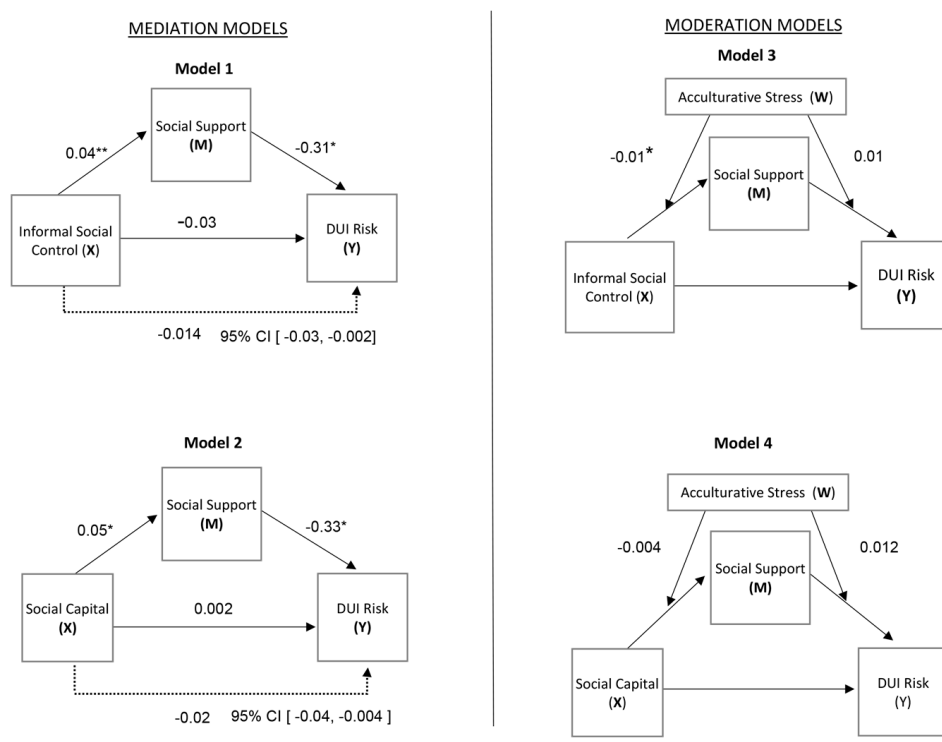 MEDIATION MODELS
Model 1
Social Support
(M)
0.04**
-0.31*
Informal Social
Control (X)
-0.03
DUI Risk
(Y)
-0.014 95% CI [ -0.03, -0.002]
Model 2
Social Support
(M)
0.05*
-0.33*
Social Capital
(X)
0.002
DUI Risk
(Y)
-0.02 95% CI [ -0.04, -0.004 ]
MODERATION MODELS
Model 3
Acculturative Stress (W)
-0.01*
Social Support
(M)
0.01
Informal Social
Control (X)
DUI Risk
(Y)
Model 4
Acculturative Stress (W)
-0.004
Social Support
(M)
0.012
Social Capital
(X)
DUI Risk
(Y)